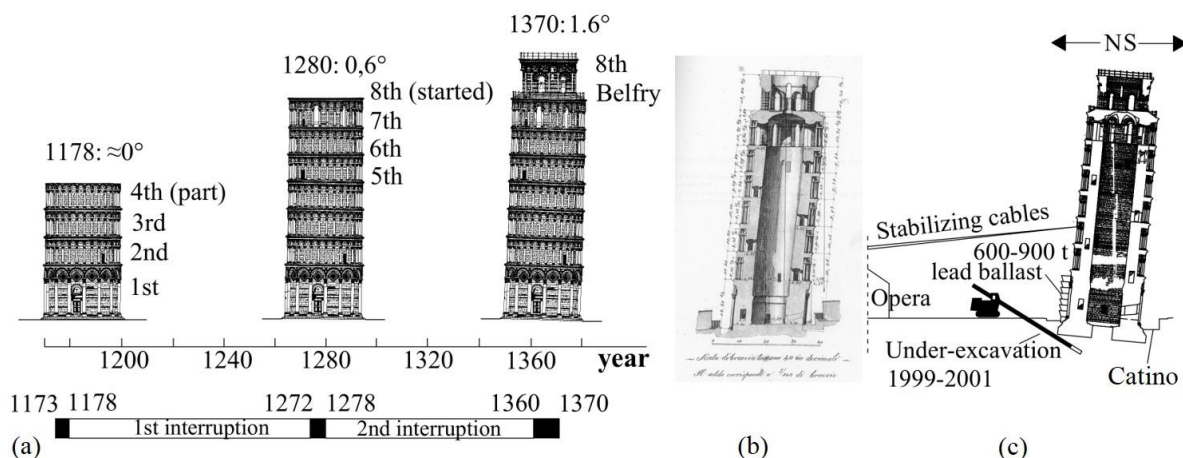 1178: ≈0°
4th (part)
3rd
2nd
1st
1280: 0,6°
8th (started)
7th
6th
5th
1370: 1.6°
8th
Belfry
1200
1240
1280
1320
1360
year
1173
1178
1272
1278
1360
1370
1st interruption
2nd interruption
(a)
(b)
NS
Stabilizing cables
600-900 t
lead ballast
Opera
Under-excavation
1999-2001
Catino
(c)